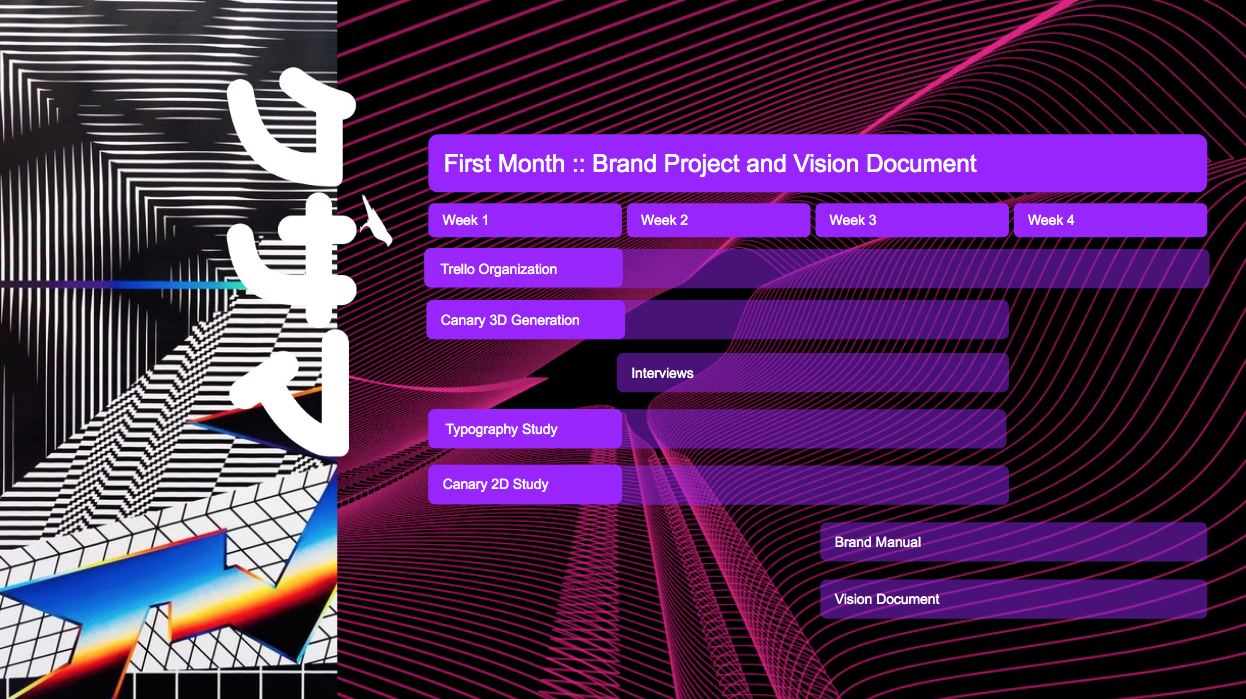 First Month :: Brand Project and Vision Document
Week 1
Week 2
Week 3
Week 4
Trello Organization
Canary 3D Generation
Interviews
Typography Study
Canary 2D Study
Brand Manual
Vision Document